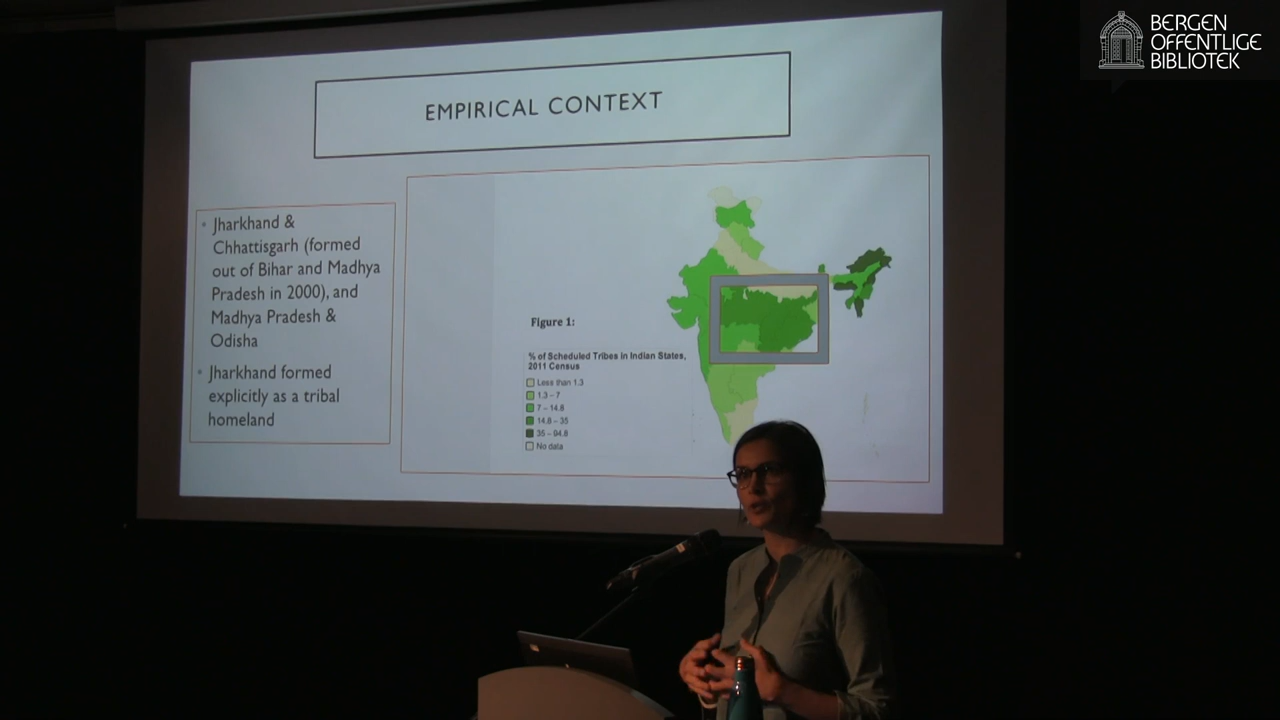 BERGEN
OFFENTLIGE
BIBLIOTEK
EMPIRICAL CONTEXT
• Jharkhand &
Chhattisgarh (formed
out of Bihar and Madhya
Pradesh in 2000), and
Madhya Pradesh &
Odisha
• Jharkhand formed
explicitly as a tribal
homeland
Figure 1:
% of Scheduled Tribes in Indian States,
2011 Census
Less than 1.3
1.3 – 7
7 – 14.8
14.8 – 35
35 – 94.8
No data